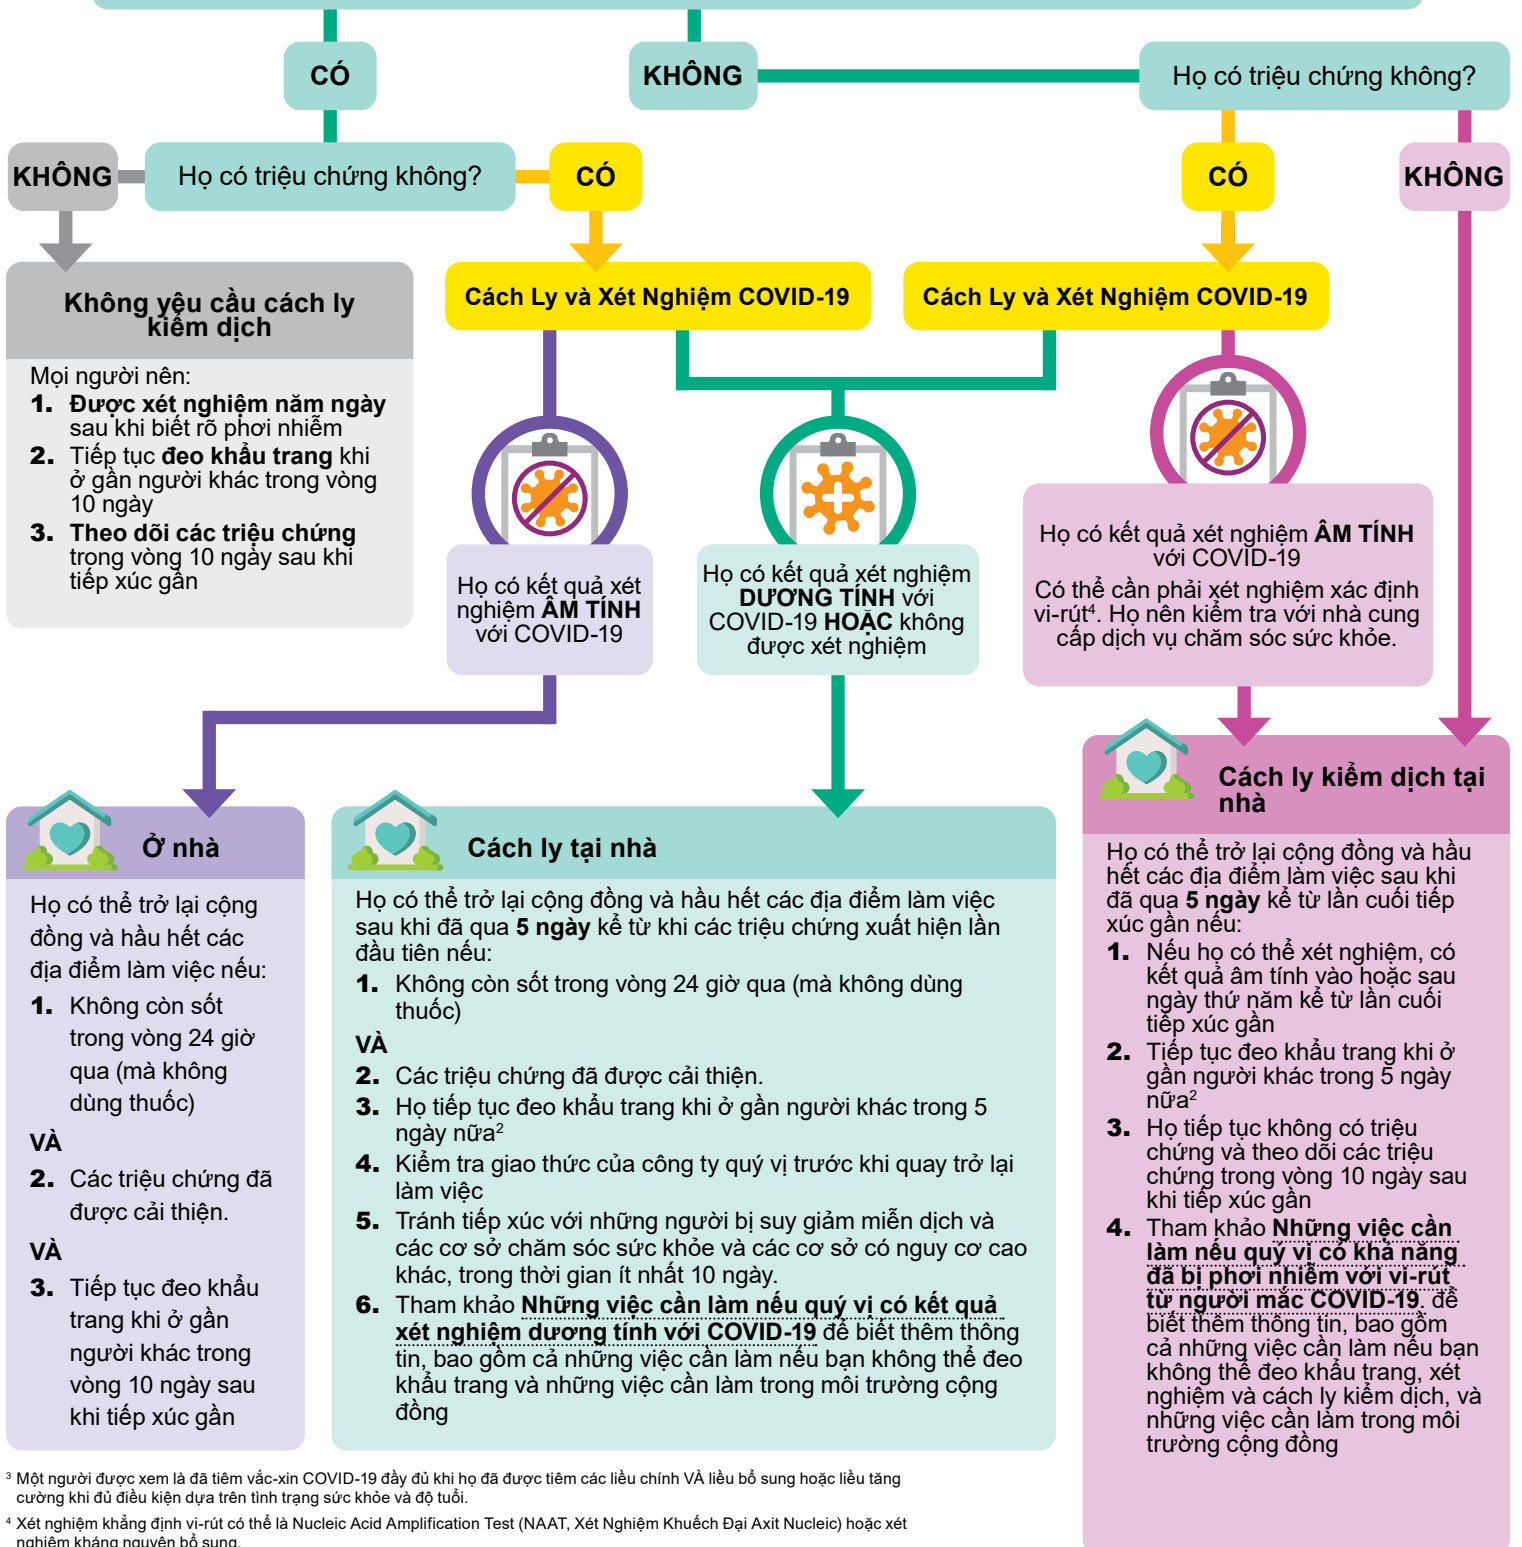 CÓ
KHÔNG
Họ có triệu chứng không?
KHÔNG
Họ có triệu chứng không?
CÓ
CÓ
KHÔNG
Không yêu cầu cách ly
kiểm dịch
Mọi người nên:
1. Được xét nghiệm năm ngày
sau khi biết rõ phơi nhiễm
2. Tiếp tục đeo khẩu trang khi
ở gần người khác trong vòng
10 ngày
3. Theo dõi các triệu chứng
trong vòng 10 ngày sau khi
tiếp xúc gần
Cách Ly và Xét Nghiệm COVID-19
Cách Ly và Xét Nghiệm COVID-19
Họ có kết quả xét
nghiệm ÂM TÍNH
với COVID-19
Họ có kết quả xét nghiệm
DƯƠNG TÍNH với
COVID-19 HOẶC không
được xét nghiệm
Họ có kết quả xét nghiệm ÂM TÍNH
với COVID-19
Có thể cần phải xét nghiệm xác định
vi-rút⁴. Họ nên kiểm tra với nhà cung
cấp dịch vụ chăm sóc sức khỏe.
Ở nhà
Họ có thể trở lại cộng
đồng và hầu hết các
địa điểm làm việc nếu:
1. Không còn sốt
trong vòng 24 giờ
qua (mà không
dùng thuốc)
VÀ
2. Các triệu chứng đã
được cải thiện.
VÀ
3. Tiếp tục đeo khẩu
trang khi ở gần
người khác trong
vòng 10 ngày sau
khi tiếp xúc gần
Cách ly tại nhà
Họ có thể trở lại cộng đồng và hầu hết các địa điểm làm việc
sau khi đã qua 5 ngày kể từ khi các triệu chứng xuất hiện lần
đầu tiên nếu:
1. Không còn sốt trong vòng 24 giờ qua (mà không dùng
thuốc)
VÀ
2. Các triệu chứng đã được cải thiện.
3. Họ tiếp tục đeo khẩu trang khi ở gần người khác trong 5
ngày nữa²
4. Kiểm tra giao thức của công ty quý vị trước khi quay trở lại
làm việc
5. Tránh tiếp xúc với những người bị suy giảm miễn dịch và
các cơ sở chăm sóc sức khỏe và các cơ sở có nguy cơ cao
khác, trong thời gian ít nhất 10 ngày.
6. Tham khảo Những việc cần làm nếu quý vị có kết quả
xét nghiệm dương tính với COVID-19 để biết thêm thông
tin, bao gồm cả những việc cần làm nếu bạn không thể đeo
khẩu trang và những việc cần làm trong môi trường cộng
đồng
Cách ly kiểm dịch tại
nhà
Họ có thể trở lại cộng đồng và hầu
hết các địa điểm làm việc sau khi
đã qua 5 ngày kể từ lần cuối tiếp
xúc gần nếu:
1. Nếu họ có thể xét nghiệm, có
kết quả âm tính vào hoặc sau
ngày thứ năm kể từ lần cuối
tiếp xúc gần
2. Tiếp tục đeo khẩu trang khi ở
gần người khác trong 5 ngày
nữa²
3. Họ tiếp tục không có triệu
chứng và theo dõi các triệu
chứng trong vòng 10 ngày sau
khi tiếp xúc gần
4. Tham khảo Những việc cần
làm nếu quý vị có khả năng
đã bị phơi nhiễm với vi-rút
từ người mắc COVID-19. để
biết thêm thông tin, bao gồm
cả những việc cần làm nếu bạn
không thể đeo khẩu trang, xét
nghiệm và cách ly kiểm dịch, và
những việc cần làm trong môi
trường cộng đồng
³ Một người được xem là đã tiêm vắc-xin COVID-19 đầy đủ khi họ đã được tiêm các liều chính VÀ liều bổ sung hoặc liều tăng
cường khi đủ điều kiện dựa trên tình trạng sức khỏe và độ tuổi.
⁴ Xét nghiệm khẳng định vi-rút có thể là Nucleic Acid Amplification Test (NAAT, Xét Nghiệm Khuếch Đại Axit Nucleic) hoặc xét
nghiệm kháng nguyên bổ sung.